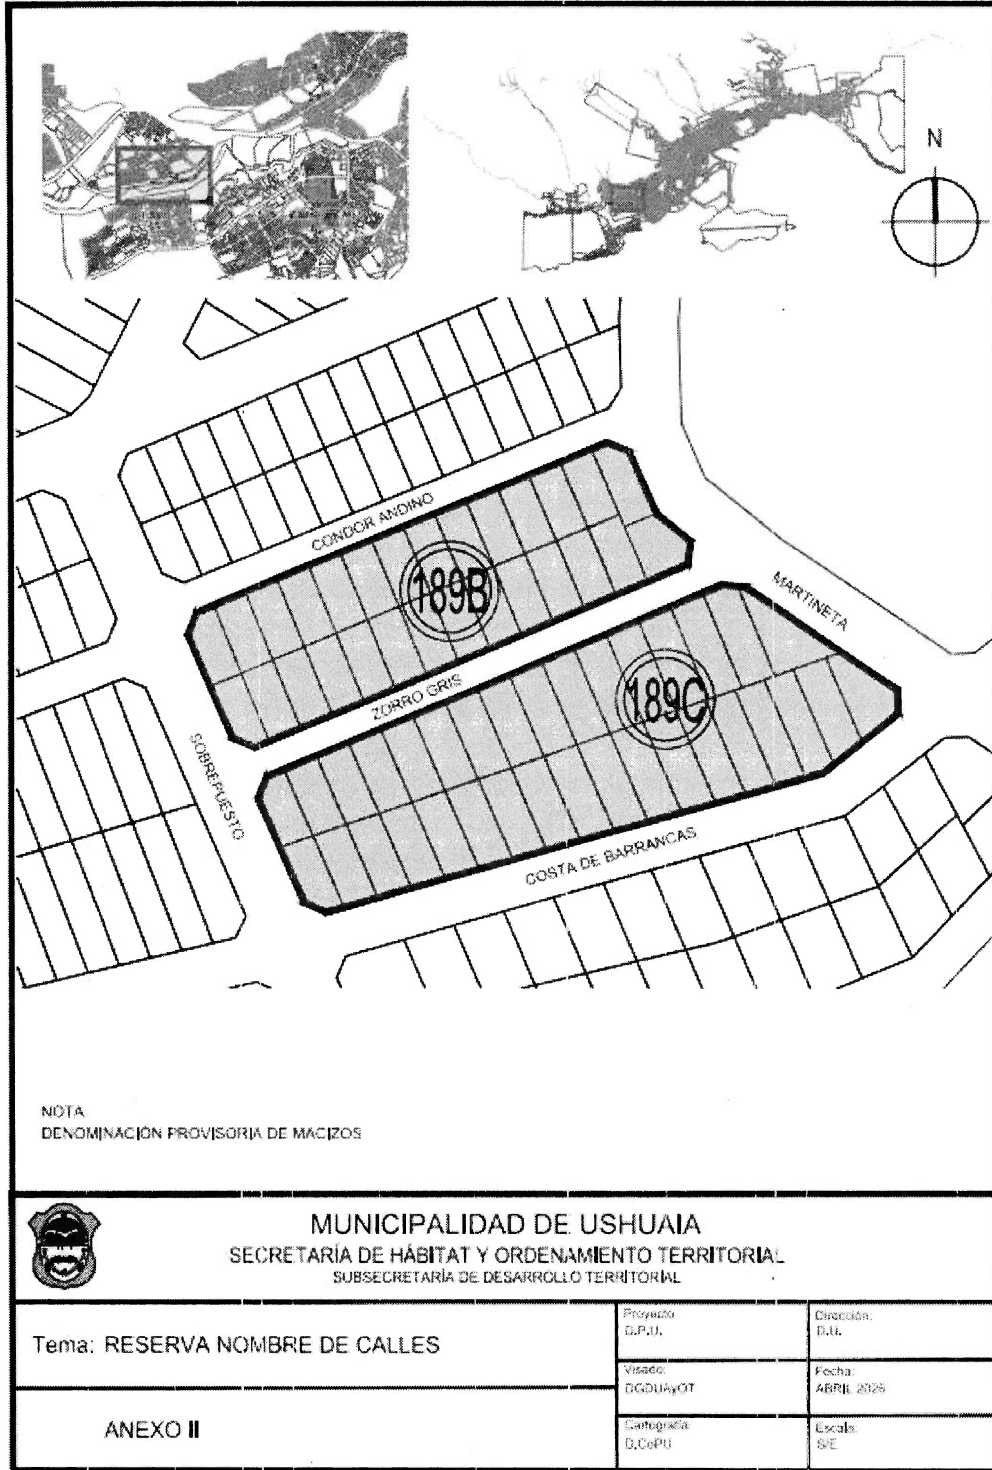 N
CONDOR ANDINO
189B
MARTINETA
ZORRO GRIS
189C
SOBREPUESTO
COSTA DE BARRANCAS
NOTA
DENOMINACIÓN PROVISORIA DE MACIZOS
MUNICIPALIDAD DE USHUAIA
SECRETARÍA DE HÁBITAT Y ORDENAMIENTO TERRITORIAL
SUBSECRETARÍA DE DESARROLLO TERRITORIAL
Tema: RESERVA NOMBRE DE CALLES
Proyecto
D.P.U.
Dirección:
D.U.
Visado:
DGDUAyOT
Fecha:
ABRIL 2026
ANEXO II
Cartografía
D.CoPU
Escala:
S/E